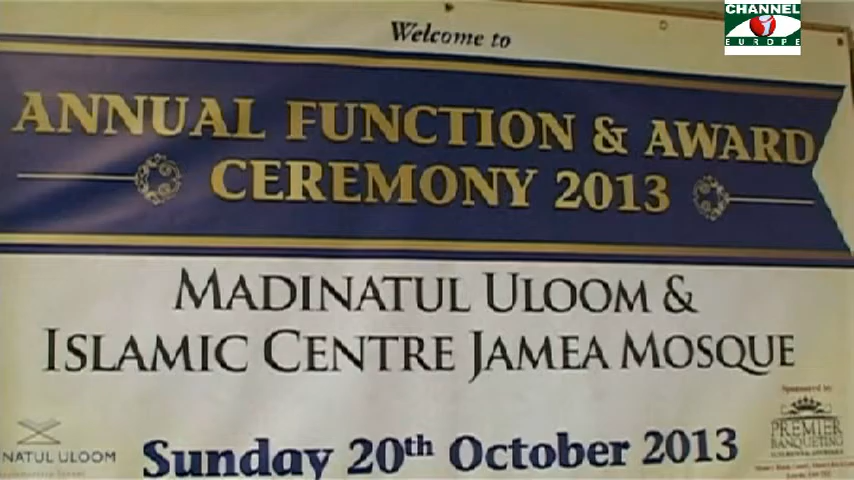 CHANNEL
EUROPE
Welcome to
ANNUAL FUNCTION & AWARD
CEREMONY 2013
MADINATUL ULOOM &
ISLAMIC CENTRE JAMEA MOSQUE
Sunday 20th October 2013
NATUL ULOOM
Sponsored by
PREMIER
BANQUETING